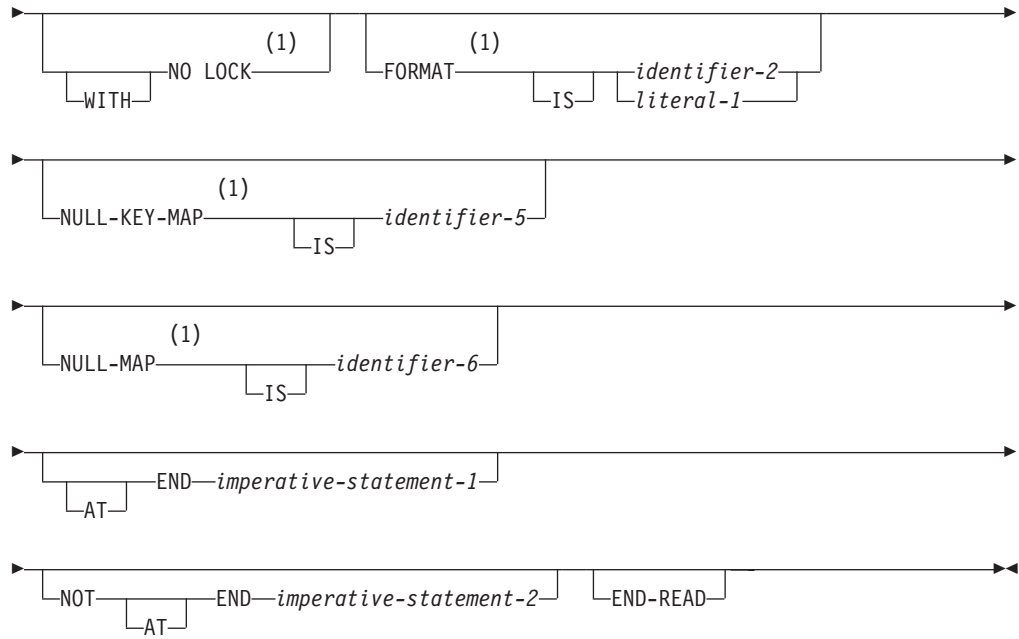 (1) (1)
NO LOCK FORMAT identifier-2
WITH IS literal-1
(1)
NULL-KEY-MAP identifier-5
IS
(1)
NULL-MAP identifier-6
IS
END imperative-statement-1
AT
NOT END imperative-statement-2 END-READ
AT